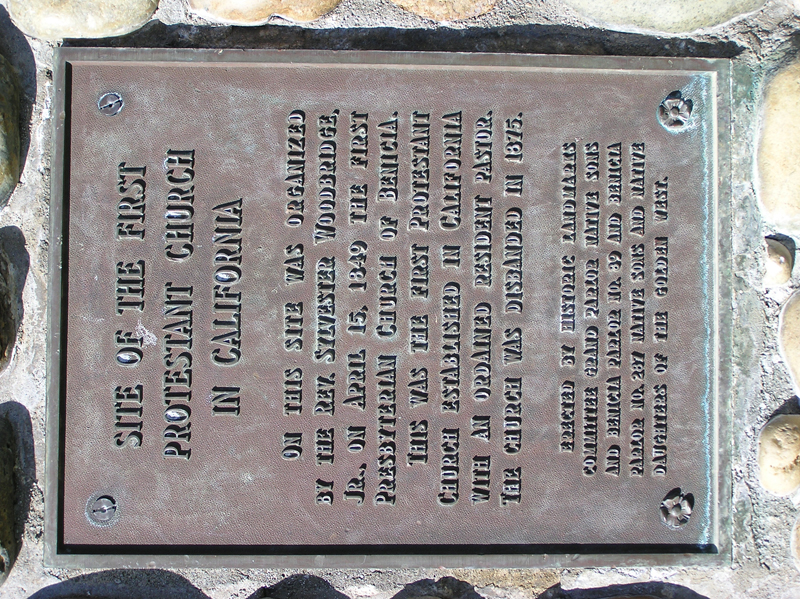 SITE OF THE FIRST
PROTESTANT CHURCH
IN CALIFORNIA
ON THIS SITE WAS ORGANIZED
BY THE REV. SYLVESTER WOODBRIDGE,
JR., ON APRIL 15, 1849 THE FIRST
PRESBYTERIAN CHURCH OF BENICIA.
THIS WAS THE FIRST PROTESTANT
CHURCH ESTABLISHED IN CALIFORNIA
WITH AN ORDAINED RESIDENT PASTOR.
THE CHURCH WAS DISBANDED IN 1875.
ERECTED BY HISTORIC LANDMARKS
COMMITTEE GRAND PARLOR NATIVE SONS
AND BENICIA PARLOR NO. 89 AND BENICIA
PARLOR NO. 287 NATIVE SONS AND NATIVE
DAUGHTERS OF THE GOLDEN WEST.